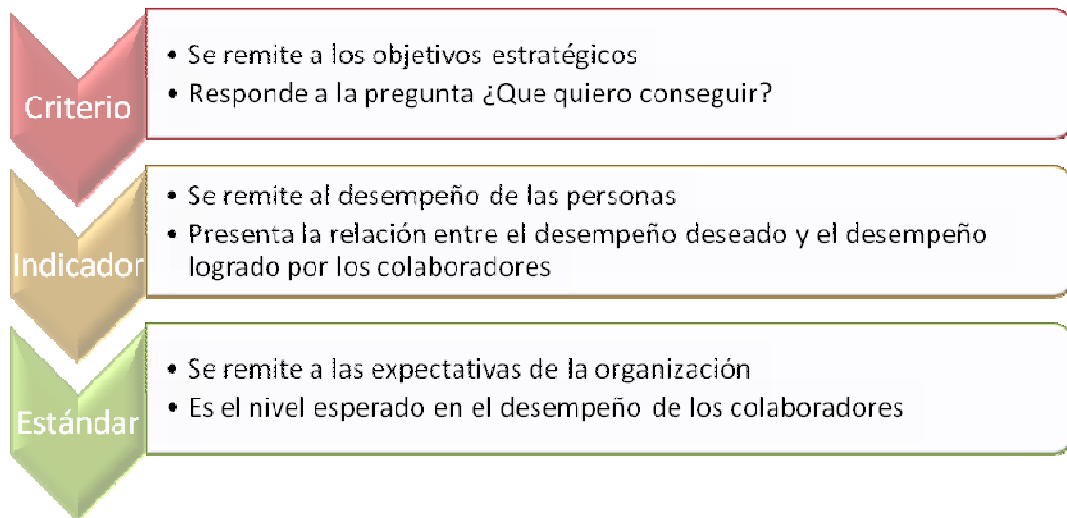 Criterio
• Se remite a los objetivos estratégicos
• Responde a la pregunta ¿Que quiero conseguir?
Indicador
• Se remite al desempeño de las personas
• Presenta la relación entre el desempeño deseado y el desempeño
logrado por los colaboradores
Estándar
• Se remite a las expectativas de la organización
• Es el nivel esperado en el desempeño de los colaboradores